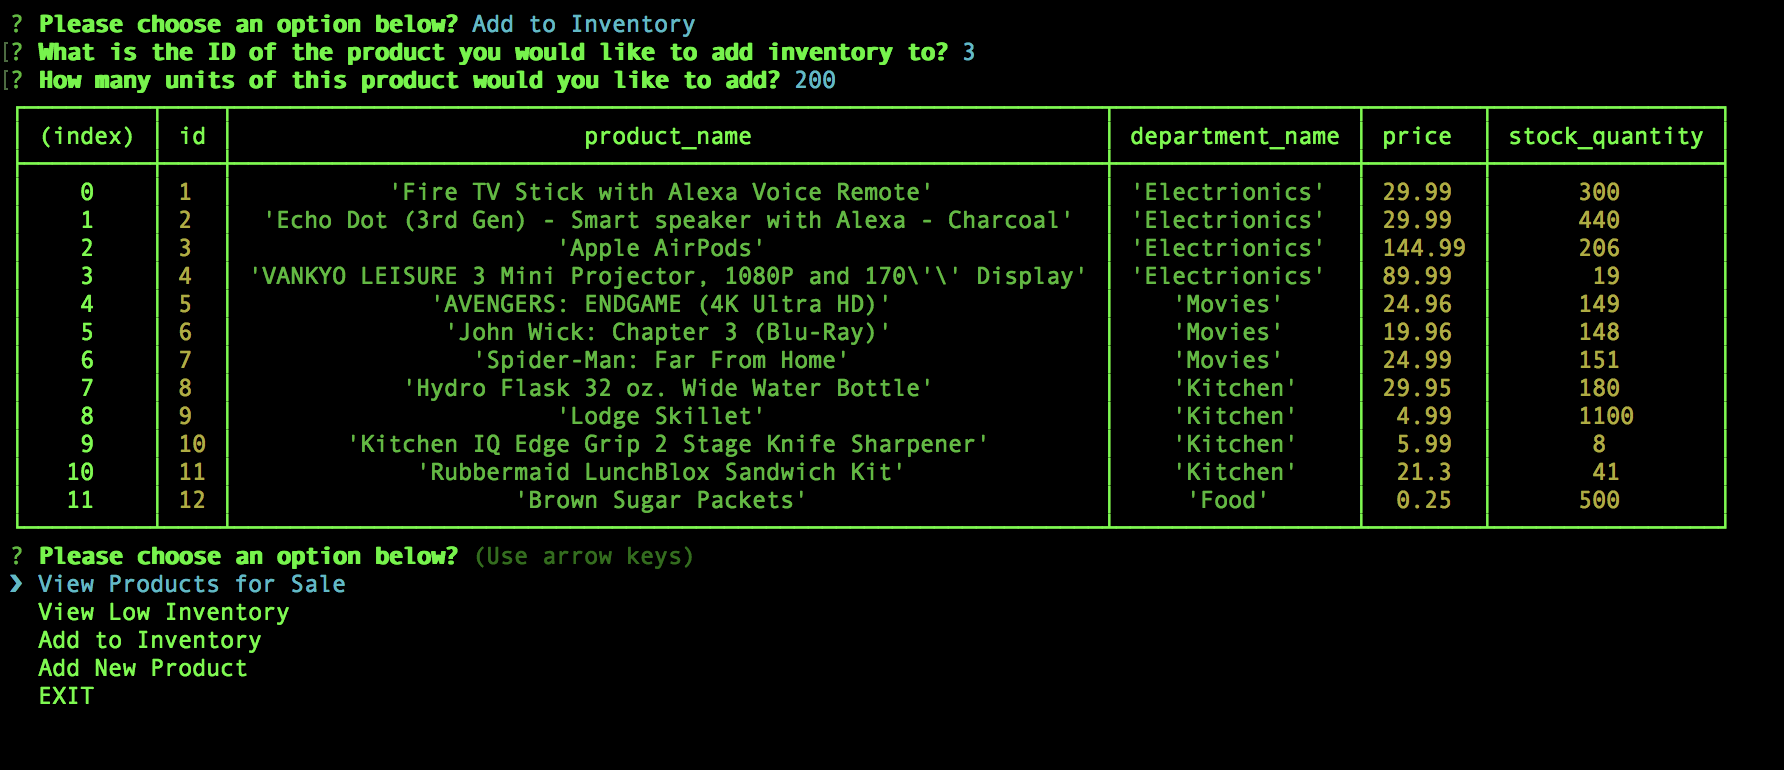 ? Please choose an option below? Add to Inventory
[? What is the ID of the product you would like to add inventory to? 3
[? How many units of this product would you like to add? 200
(index) id product_name department_name price stock_quantity
0 1 'Fire TV Stick with Alexa Voice Remote' 'Electrionics' 29.99 300
1 2 'Echo Dot (3rd Gen) - Smart speaker with Alexa - Charcoal' 'Electrionics' 29.99 440
2 3 'Apple AirPods' 'Electrionics' 144.99 206
3 4 'VANKYO LEISURE 3 Mini Projector, 1080P and 170\'\' Display' 'Electrionics' 89.99 19
4 5 'AVENGERS: ENDGAME (4K Ultra HD)' 'Movies' 24.96 149
5 6 'John Wick: Chapter 3 (Blu-Ray)' 'Movies' 19.96 148
6 7 'Spider-Man: Far From Home' 'Movies' 24.99 151
7 8 'Hydro Flask 32 oz. Wide Water Bottle' 'Kitchen' 29.95 180
8 9 'Lodge Skillet' 'Kitchen' 4.99 1100
9 10 'Kitchen IQ Edge Grip 2 Stage Knife Sharpener' 'Kitchen' 5.99 8
10 11 'Rubbermaid LunchBlox Sandwich Kit' 'Kitchen' 21.3 41
11 12 'Brown Sugar Packets' 'Food' 0.25 500
? Please choose an option below? (Use arrow keys)
❯ View Products for Sale
View Low Inventory
Add to Inventory
Add New Product
EXIT